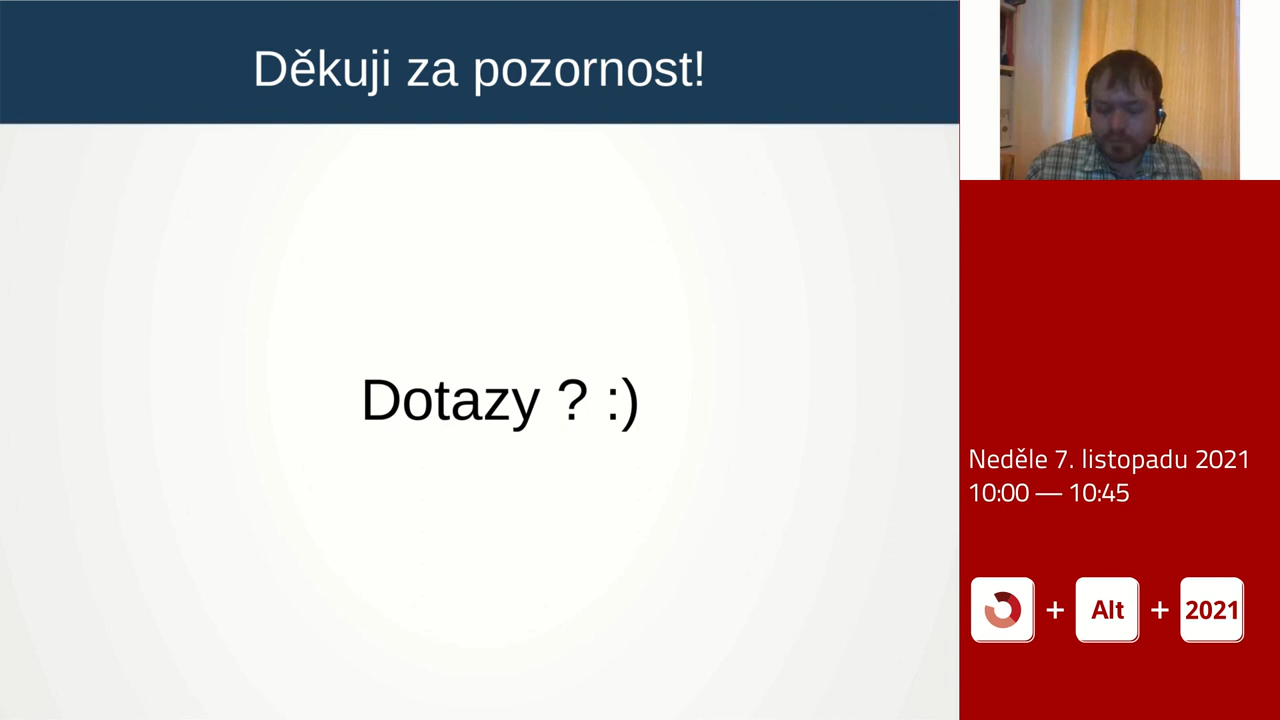 Děkuji za pozornost!
Dotazy ? :)
Neděle 7. listopadu 2021
10:00 — 10:45
+ Alt + 2021